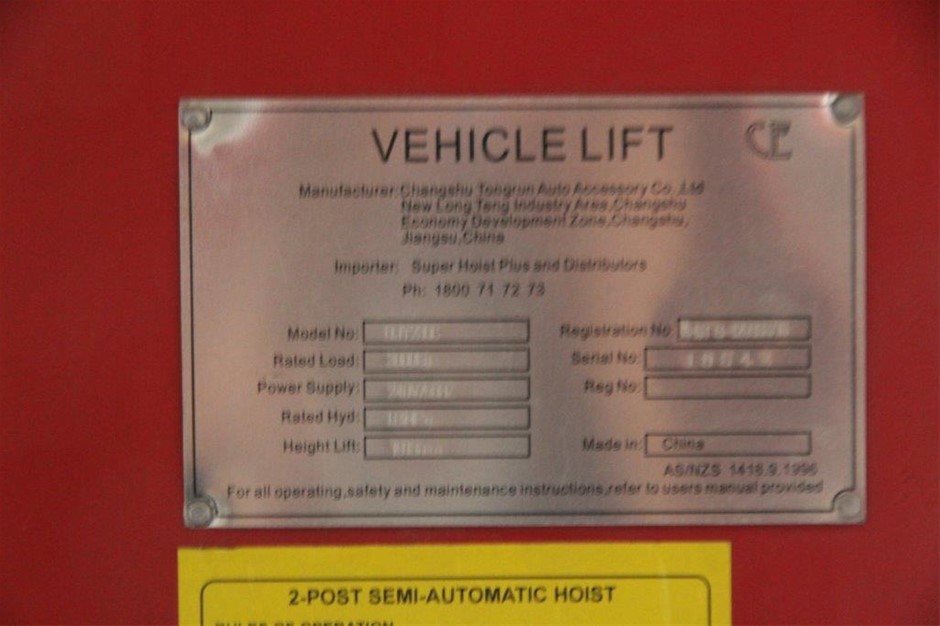 VEHICLE LIFT CE
Manufacturer: Changshu Tongrun Auto Accessory Co.,Ltd
New Long Teng Industry Area,Changshu
Economy Development Zone,Changshu,
Jiangsu,China
Importer: Super Hoist Plus and Distributors
Ph: 1800 71 72 73
Model No:
Registration No:
Rated Load:
Serial No:
Power Supply:
Reg No:
Rated Hyd:
Height Lift:
Made in: China
AS/NZS 1418.9.1996
For all operating,safety and maintenance instructions,refer to users manual provided
2-POST SEMI-AUTOMATIC HOIST
RULES OF OPERATION